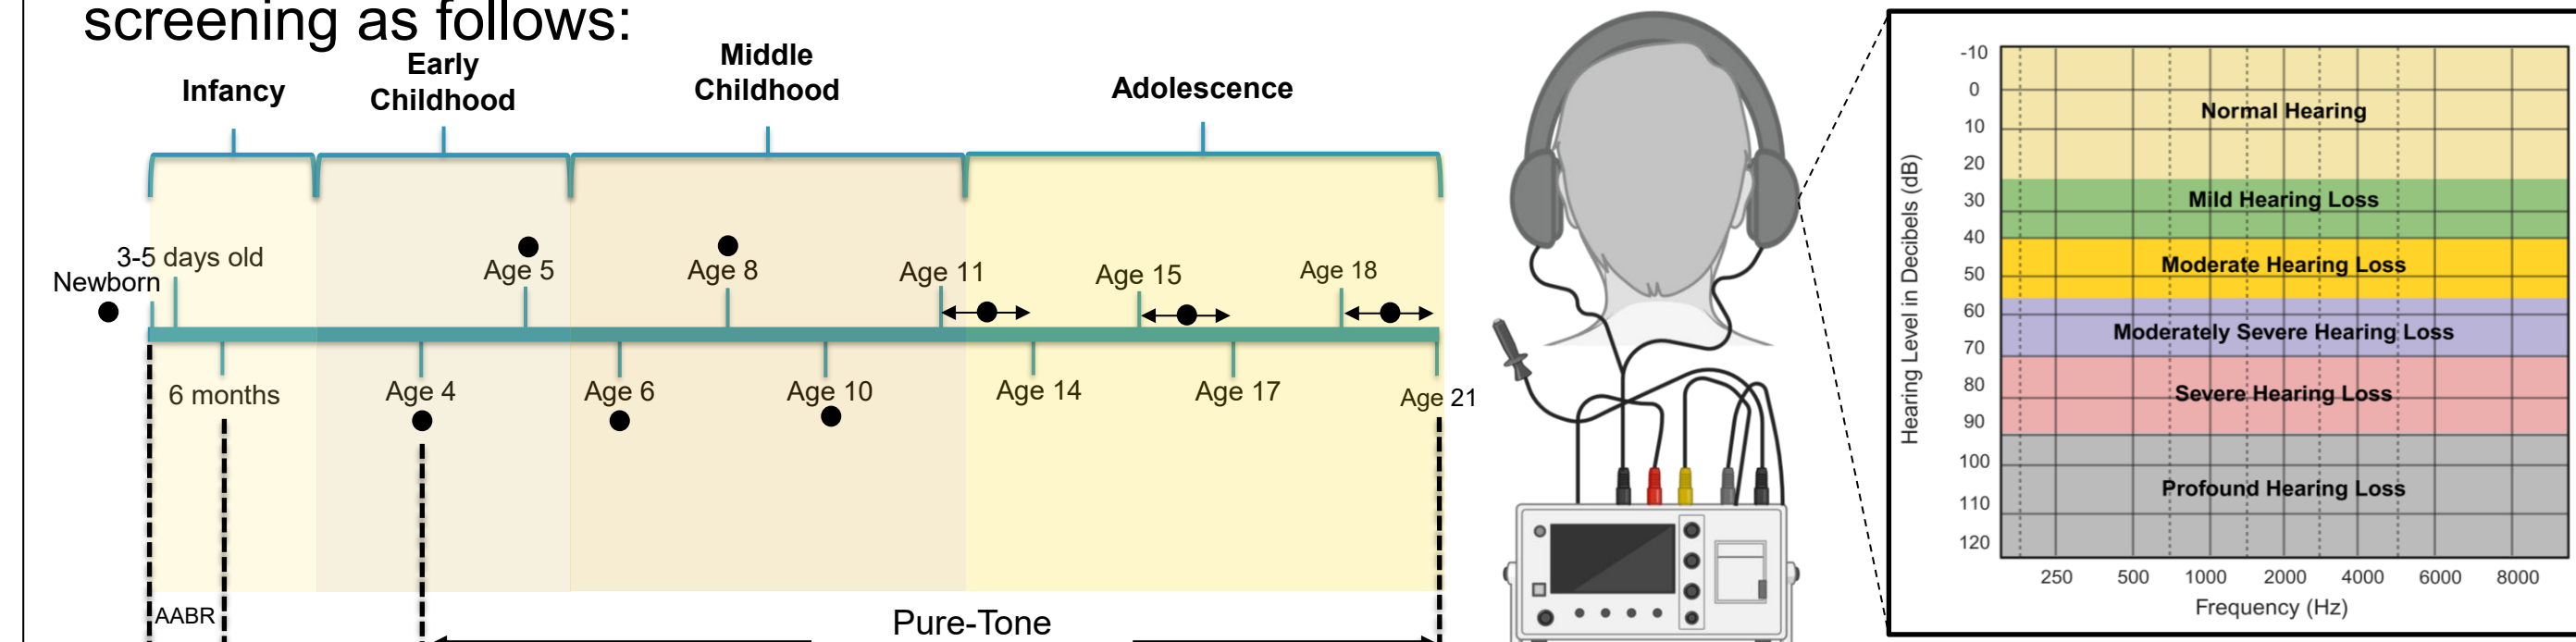 screening as follows:
Infancy
Early
Childhood
Middle
Childhood
Adolescence
3-5 days old
Newborn
Age 5
Age 8
Age 11
Age 15
Age 18
6 months
Age 4
Age 6
Age 10
Age 14
Age 17
Age 21
AABR
Pure-Tone
Hearing Level in Decibels (dB)
-10
0
10
20
30
40
50
60
70
80
90
100
110
120
Normal Hearing
Mild Hearing Loss
Moderate Hearing Loss
Moderately Severe Hearing Loss
Severe Hearing Loss
Profound Hearing Loss
250 500 1000 2000 4000 6000 8000
Frequency (Hz)